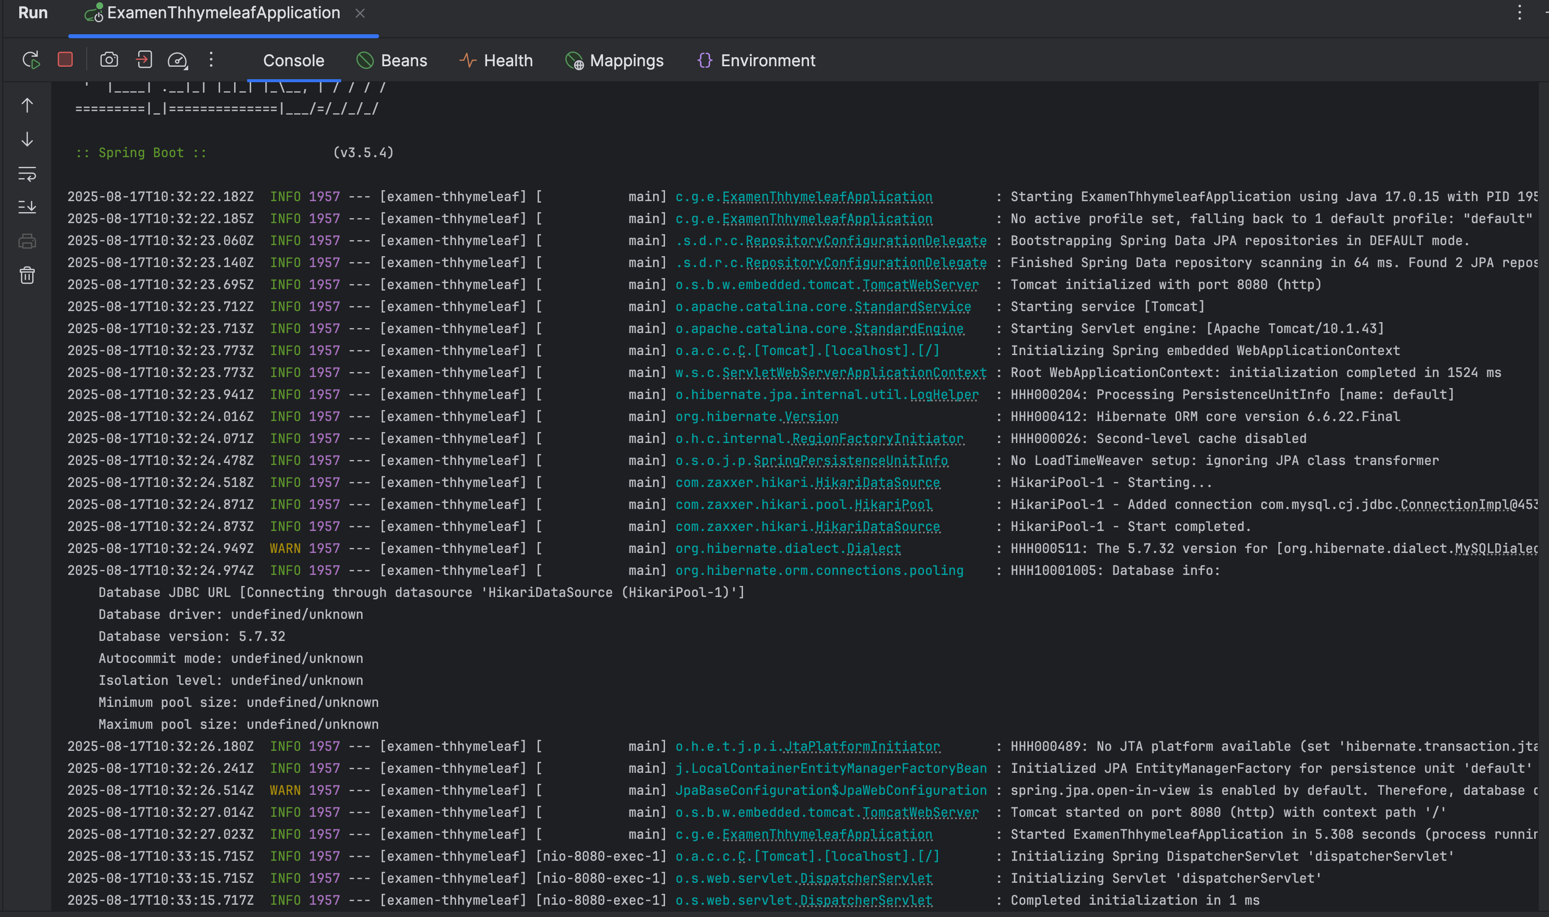 Run ExamenThhymeleafApplication
Console Beans Health Mappings Environment
' |____| .__|_| |_|_| |_\__, | / / / /
=========|_|==============|___/=/_/_/_/
:: Spring Boot :: (v3.5.4)
2025-08-17T10:32:22.182Z INFO 1957 --- [examen-thhymeleaf] [ main] c.g.e.ExamenThhymeleafApplication : Starting ExamenThhymeleafApplication using Java 17.0.15 with PID 195
2025-08-17T10:32:22.185Z INFO 1957 --- [examen-thhymeleaf] [ main] c.g.e.ExamenThhymeleafApplication : No active profile set, falling back to 1 default profile: "default"
2025-08-17T10:32:23.060Z INFO 1957 --- [examen-thhymeleaf] [ main] .s.d.r.c.RepositoryConfigurationDelegate : Bootstrapping Spring Data JPA repositories in DEFAULT mode.
2025-08-17T10:32:23.140Z INFO 1957 --- [examen-thhymeleaf] [ main] .s.d.r.c.RepositoryConfigurationDelegate : Finished Spring Data repository scanning in 64 ms. Found 2 JPA repos
2025-08-17T10:32:23.695Z INFO 1957 --- [examen-thhymeleaf] [ main] o.s.b.w.embedded.tomcat.TomcatWebServer : Tomcat initialized with port 8080 (http)
2025-08-17T10:32:23.712Z INFO 1957 --- [examen-thhymeleaf] [ main] o.apache.catalina.core.StandardService : Starting service [Tomcat]
2025-08-17T10:32:23.713Z INFO 1957 --- [examen-thhymeleaf] [ main] o.apache.catalina.core.StandardEngine : Starting Servlet engine: [Apache Tomcat/10.1.43]
2025-08-17T10:32:23.773Z INFO 1957 --- [examen-thhymeleaf] [ main] o.a.c.c.C.[Tomcat].[localhost].[/] : Initializing Spring embedded WebApplicationContext
2025-08-17T10:32:23.773Z INFO 1957 --- [examen-thhymeleaf] [ main] w.s.c.ServletWebServerApplicationContext : Root WebApplicationContext: initialization completed in 1524 ms
2025-08-17T10:32:23.941Z INFO 1957 --- [examen-thhymeleaf] [ main] o.hibernate.jpa.internal.util.LogHelper : HHH000204: Processing PersistenceUnitInfo [name: default]
2025-08-17T10:32:24.016Z INFO 1957 --- [examen-thhymeleaf] [ main] org.hibernate.Version : HHH000412: Hibernate ORM core version 6.6.22.Final
2025-08-17T10:32:24.071Z INFO 1957 --- [examen-thhymeleaf] [ main] o.h.c.internal.RegionFactoryInitiator : HHH000026: Second-level cache disabled
2025-08-17T10:32:24.478Z INFO 1957 --- [examen-thhymeleaf] [ main] o.s.o.j.p.SpringPersistenceUnitInfo : No LoadTimeWeaver setup: ignoring JPA class transformer
2025-08-17T10:32:24.518Z INFO 1957 --- [examen-thhymeleaf] [ main] com.zaxxer.hikari.HikariDataSource : HikariPool-1 - Starting...
2025-08-17T10:32:24.871Z INFO 1957 --- [examen-thhymeleaf] [ main] com.zaxxer.hikari.pool.HikariPool : HikariPool-1 - Added connection com.mysql.cj.jdbc.ConnectionImpl@453
2025-08-17T10:32:24.873Z INFO 1957 --- [examen-thhymeleaf] [ main] com.zaxxer.hikari.HikariDataSource : HikariPool-1 - Start completed.
2025-08-17T10:32:24.949Z WARN 1957 --- [examen-thhymeleaf] [ main] org.hibernate.dialect.Dialect : HHH000511: The 5.7.32 version for [org.hibernate.dialect.MySQLDialec
2025-08-17T10:32:24.974Z INFO 1957 --- [examen-thhymeleaf] [ main] org.hibernate.orm.connections.pooling : HHH10001005: Database info:
Database JDBC URL [Connecting through datasource 'HikariDataSource (HikariPool-1)']
Database driver: undefined/unknown
Database version: 5.7.32
Autocommit mode: undefined/unknown
Isolation level: undefined/unknown
Minimum pool size: undefined/unknown
Maximum pool size: undefined/unknown
2025-08-17T10:32:26.180Z INFO 1957 --- [examen-thhymeleaf] [ main] o.h.e.t.j.p.i.JtaPlatformInitiator : HHH000489: No JTA platform available (set 'hibernate.transaction.jta
2025-08-17T10:32:26.241Z INFO 1957 --- [examen-thhymeleaf] [ main] j.LocalContainerEntityManagerFactoryBean : Initialized JPA EntityManagerFactory for persistence unit 'default'
2025-08-17T10:32:26.514Z WARN 1957 --- [examen-thhymeleaf] [ main] JpaBaseConfiguration$JpaWebConfiguration : spring.jpa.open-in-view is enabled by default. Therefore, database q
2025-08-17T10:32:27.014Z INFO 1957 --- [examen-thhymeleaf] [ main] o.s.b.w.embedded.tomcat.TomcatWebServer : Tomcat started on port 8080 (http) with context path '/'
2025-08-17T10:32:27.023Z INFO 1957 --- [examen-thhymeleaf] [ main] c.g.e.ExamenThhymeleafApplication : Started ExamenThhymeleafApplication in 5.308 seconds (process runnin
2025-08-17T10:33:15.715Z INFO 1957 --- [examen-thhymeleaf] [nio-8080-exec-1] o.a.c.c.C.[Tomcat].[localhost].[/] : Initializing Spring DispatcherServlet 'dispatcherServlet'
2025-08-17T10:33:15.715Z INFO 1957 --- [examen-thhymeleaf] [nio-8080-exec-1] o.s.web.servlet.DispatcherServlet : Initializing Servlet 'dispatcherServlet'
2025-08-17T10:33:15.717Z INFO 1957 --- [examen-thhymeleaf] [nio-8080-exec-1] o.s.web.servlet.DispatcherServlet : Completed initialization in 1 ms